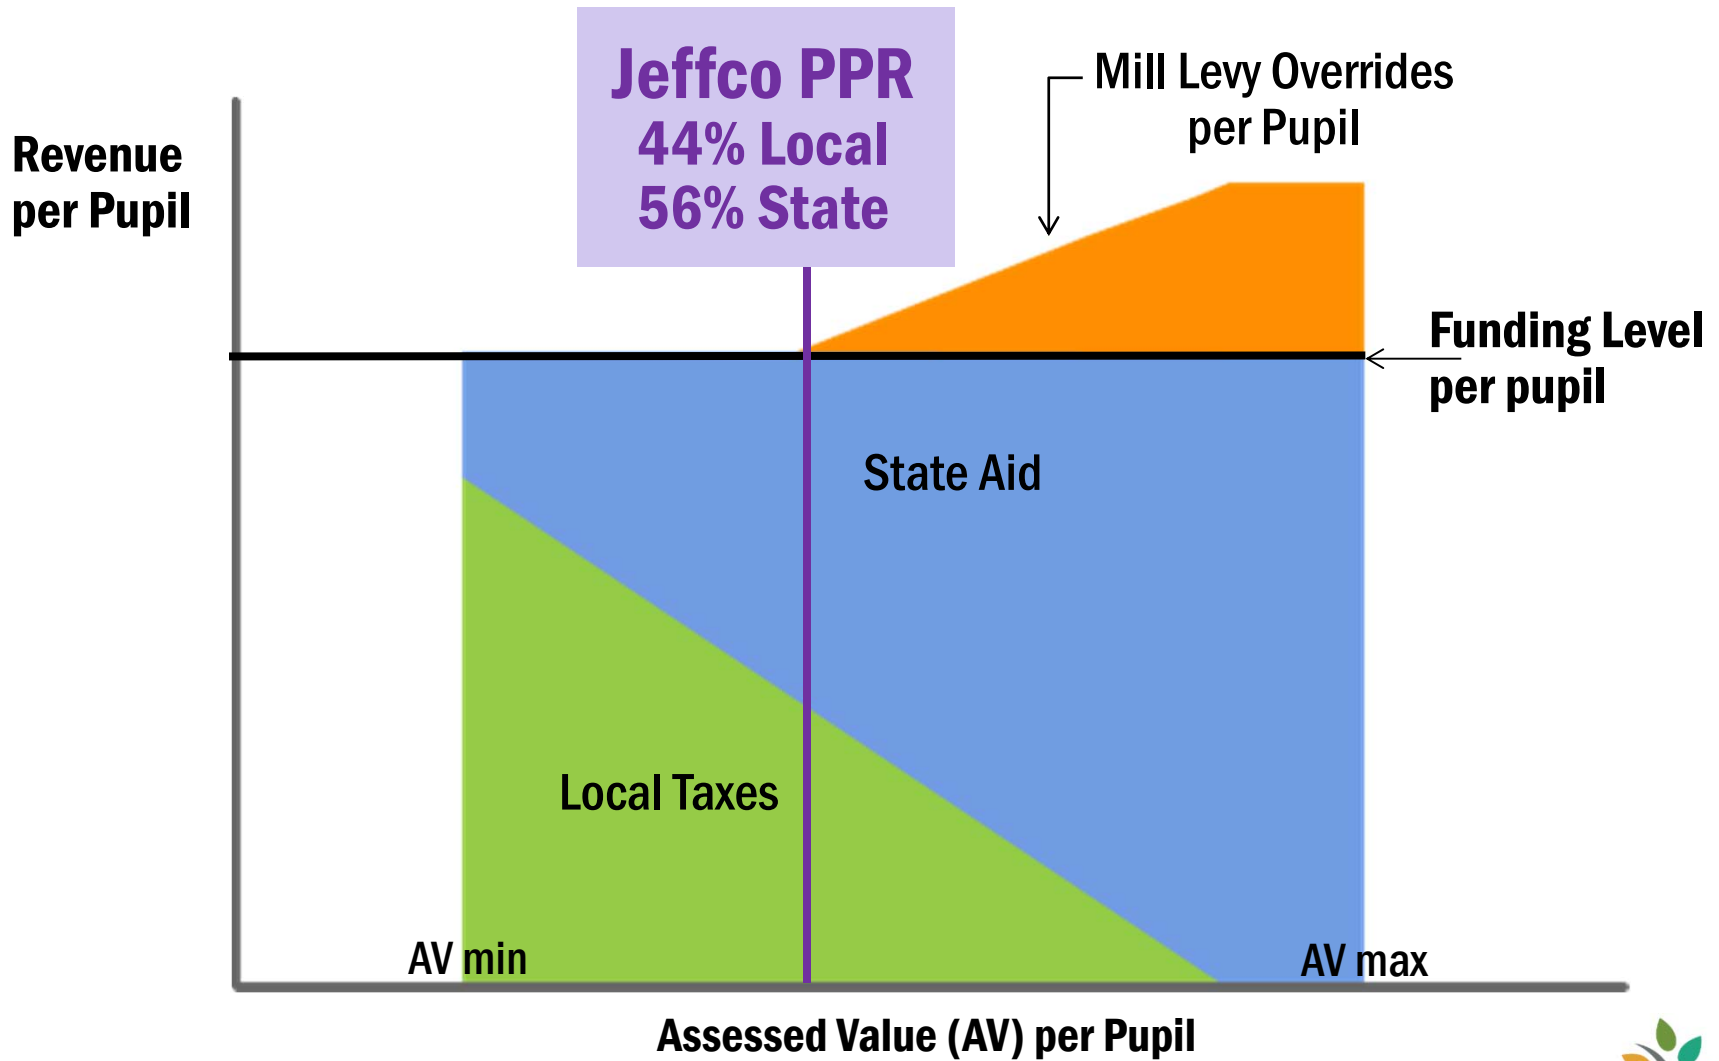 Jeffco PPR
44% Local
56% State
Mill Levy Overrides
per Pupil
Revenue
per Pupil
Funding Level
per pupil
State Aid
Local Taxes
AV min
AV max
Assessed Value (AV) per Pupil